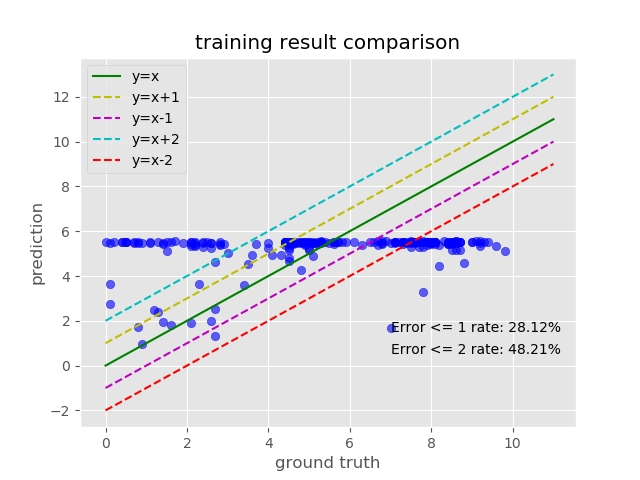 training result comparison
y=x
y=x+1
y=x-1
y=x+2
y=x-2
12
10
8
6
4
2
0
−2
prediction
Error <= 1 rate: 28.12%
Error <= 2 rate: 48.21%
0 2 4 6 8 10
ground truth